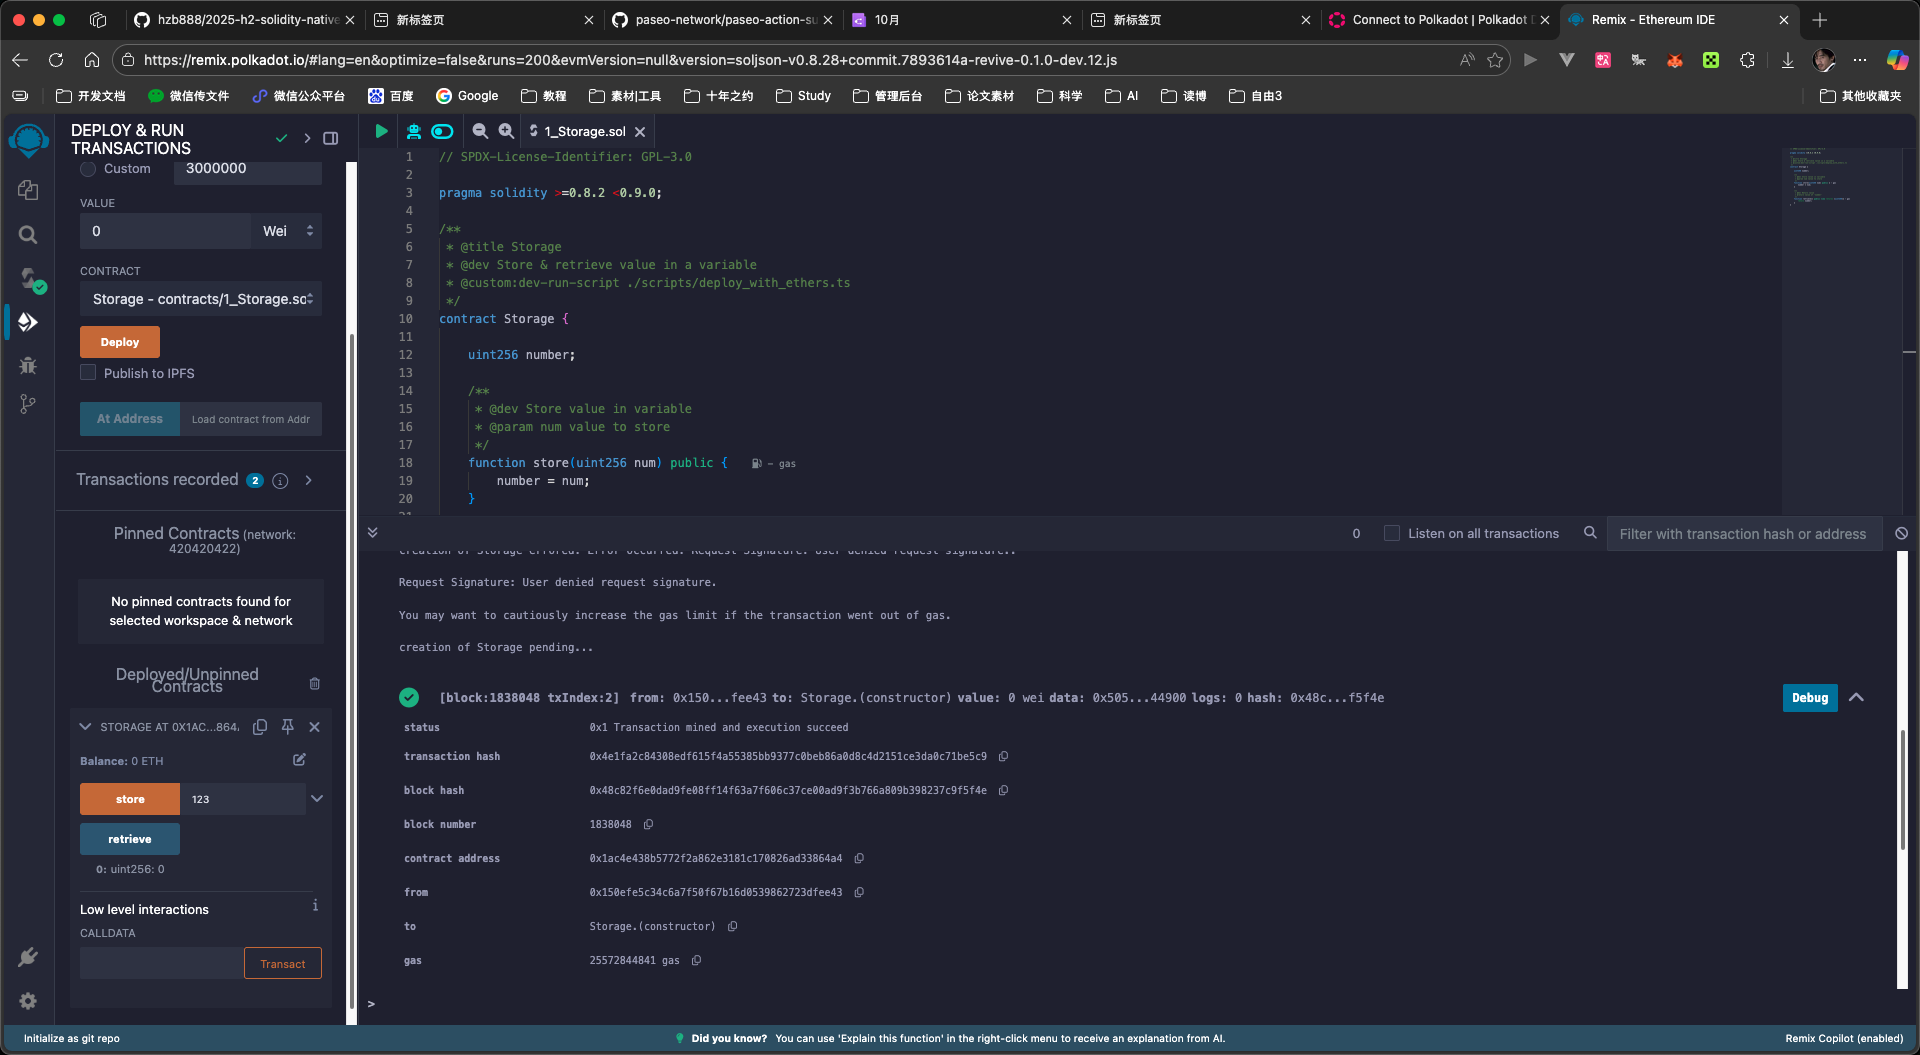 hzb888/2025-h2-solidity-native
新标签页
paseo-network/paseo-action-su
10月
新标签页
Connect to Polkadot | Polkadot D
Remix - Ethereum IDE
https://remix.polkadot.io/#lang=en&optimize=false&runs=200&evmVersion=null&version=soljson-v0.8.28+commit.7893614a-revive-0.1.0-dev.12.js
开发文档
微信传文件
微信公众平台
百度
Google
教程
素材|工具
十年之约
Study
管理后台
论文素材
科学
AI
读博
自由3
其他收藏夹
DEPLOY & RUN
TRANSACTIONS
Custom
3000000
VALUE
0
Wei
CONTRACT
Storage - contracts/1_Storage.so
Deploy
Publish to IPFS
At Address
Load contract from Addr
Transactions recorded 2 i
Pinned Contracts (network:
420420422)
No pinned contracts found for
selected workspace & network
Deployed/Unpinned
Contracts
STORAGE AT 0X1AC...864
Balance: 0 ETH
store
123
retrieve
0: uint256: 0
Low level interactions
i
CALLDATA
Transact
1_Storage.sol
1 // SPDX-License-Identifier: GPL-3.0
2
3 pragma solidity >=0.8.2 <0.9.0;
4
5 /**
6 * @title Storage
7 * @dev Store & retrieve value in a variable
8 * @custom:dev-run-script ./scripts/deploy_with_ethers.ts
9 */
10 contract Storage {
11
12 uint256 number;
13
14 /**
15 * @dev Store value in variable
16 * @param num value to store
17 */
18 function store(uint256 num) public { - gas
19 number = num;
20 }
0
Listen on all transactions
Filter with transaction hash or address
creation of Storage errored: Error occurred: Request Signature: User denied request signature..
Request Signature: User denied request signature.
You may want to cautiously increase the gas limit if the transaction went out of gas.
creation of Storage pending...
[block:1838048 txIndex:2] from: 0x150...fee43 to: Storage.(constructor) value: 0 wei data: 0x505...44900 logs: 0 hash: 0x48c...f5f4e
Debug
status 0x1 Transaction mined and execution succeed
transaction hash 0x4e1fa2c84308edf615f4a55385bb9377c0beb86a0d8c4d2151ce3da0c71be5c9
block hash 0x48c82f6e0dad9fe08ff14f63a7f606c37ce00ad9f3b766a809b398237c9f5f4e
block number 1838048
contract address 0x1ac4e438b5772f2a862e3181c170826ad33864a4
from 0x150efe5c34c6a7f50f67b16d0539862723dfee43
to Storage.(constructor)
gas 25572844841 gas
>
Initialize as git repo
Did you know? You can use 'Explain this function' in the right-click menu to receive an explanation from AI.
Remix Copilot (enabled)